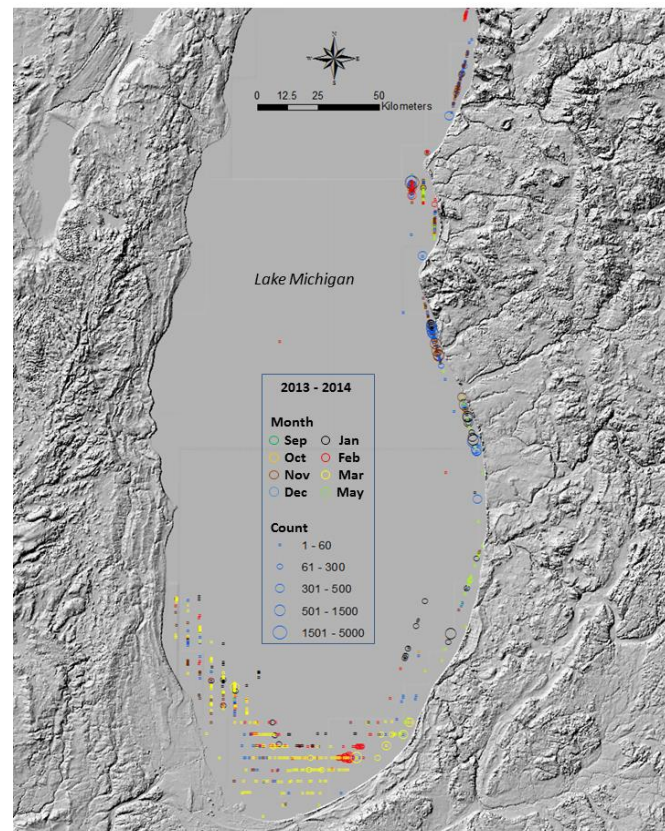 0 12.5 25 50
Kilometers
Lake Michigan
2013 - 2014
Month
Sep Jan
Oct Feb
Nov Mar
Dec May
Count
1 - 60
61 - 300
301 - 500
501 - 1500
1501 - 5000